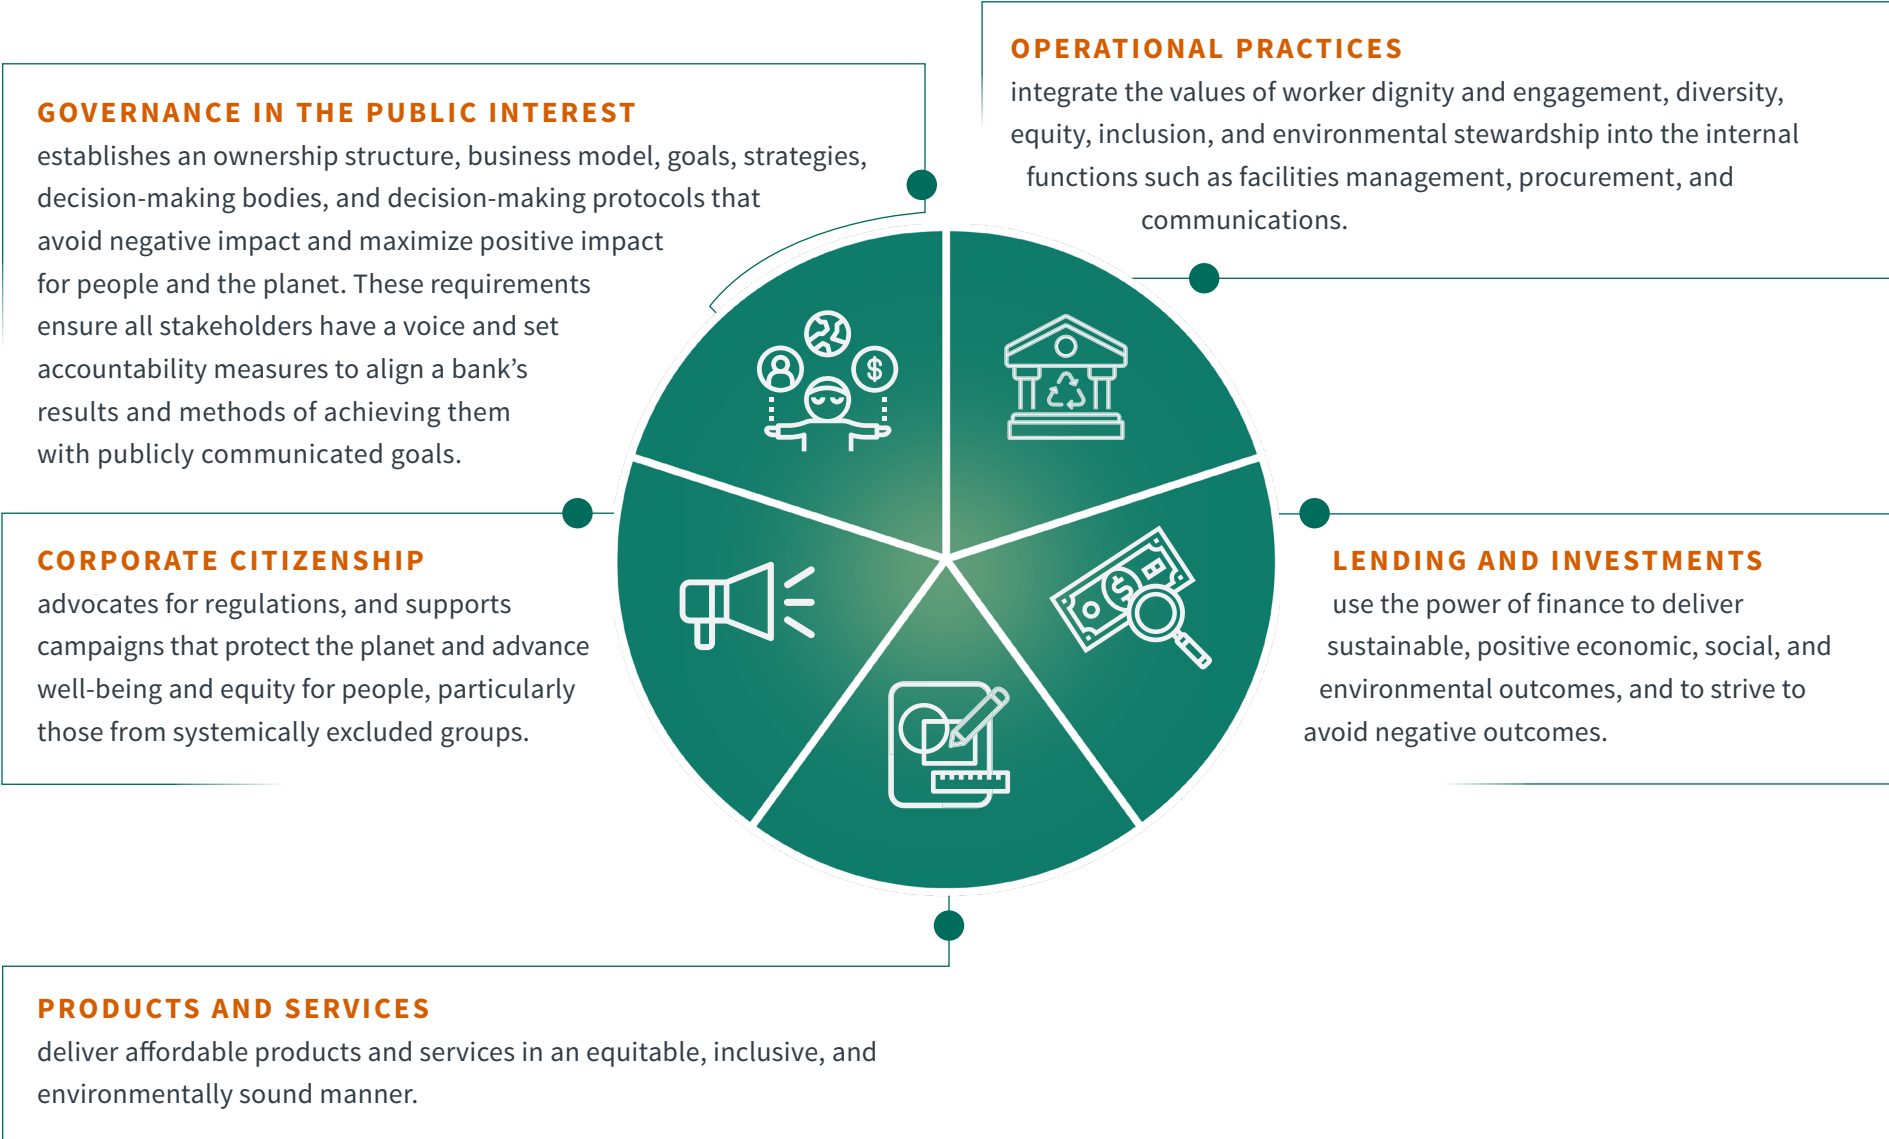 GOVERNANCE IN THE PUBLIC INTEREST
establishes an ownership structure, business model, goals, strategies,
decision-making bodies, and decision-making protocols that
avoid negative impact and maximize positive impact
for people and the planet. These requirements
ensure all stakeholders have a voice and set
accountability measures to align a bank’s
results and methods of achieving them
with publicly communicated goals.
OPERATIONAL PRACTICES
integrate the values of worker dignity and engagement, diversity,
equity, inclusion, and environmental stewardship into the internal
functions such as facilities management, procurement, and
communications.
$
CORPORATE CITIZENSHIP
advocates for regulations, and supports
campaigns that protect the planet and advance
well-being and equity for people, particularly
those from systemically excluded groups.
$
LENDING AND INVESTMENTS
use the power of finance to deliver
sustainable, positive economic, social, and
environmental outcomes, and to strive to
avoid negative outcomes.
PRODUCTS AND SERVICES
deliver affordable products and services in an equitable, inclusive, and
environmentally sound manner.